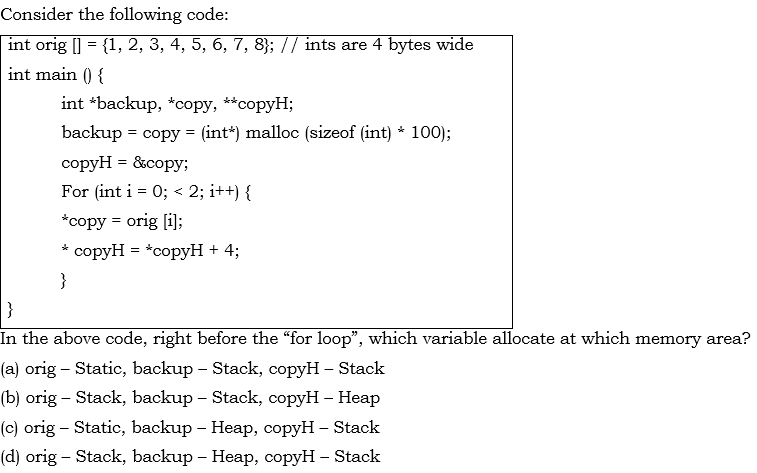 Consider the following code:
int orig [] = {1, 2, 3, 4, 5, 6, 7, 8}; // ints are 4 bytes wide
int main () {
int *backup, *copy, **copyH;
backup = copy = (int*) malloc (sizeof (int) * 100);
copyH = &copy;
For (int i = 0; < 2; i++) {
*copy = orig [i];
* copyH = *copyH + 4;
}
}
In the above code, right before the “for loop”, which variable allocate at which memory area?
(a) orig – Static, backup – Stack, copyH – Stack
(b) orig – Stack, backup – Stack, copyH – Heap
(c) orig – Static, backup – Heap, copyH – Stack
(d) orig – Stack, backup – Heap, copyH – Stack